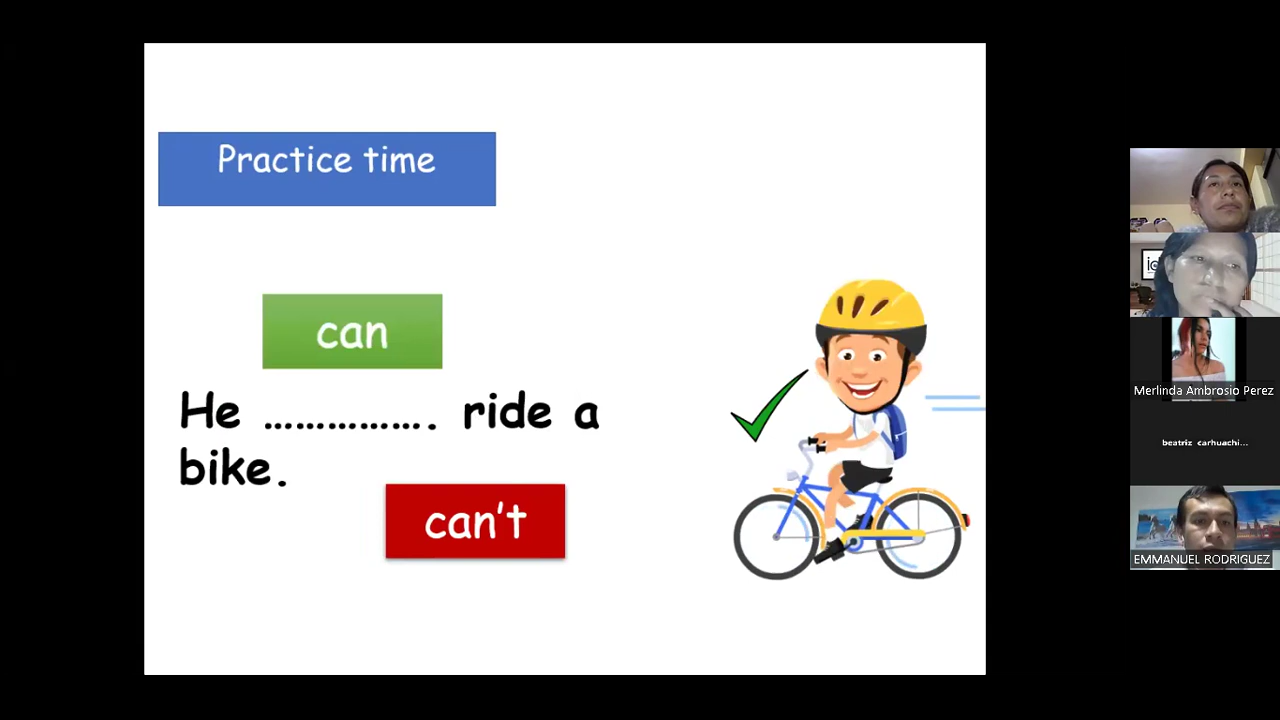 Practice time
can
He ……………. ride a
bike.
can't
Merlinda Ambrosio Perez
beatriz carhuachi...
EMMANUEL RODRIGUEZ